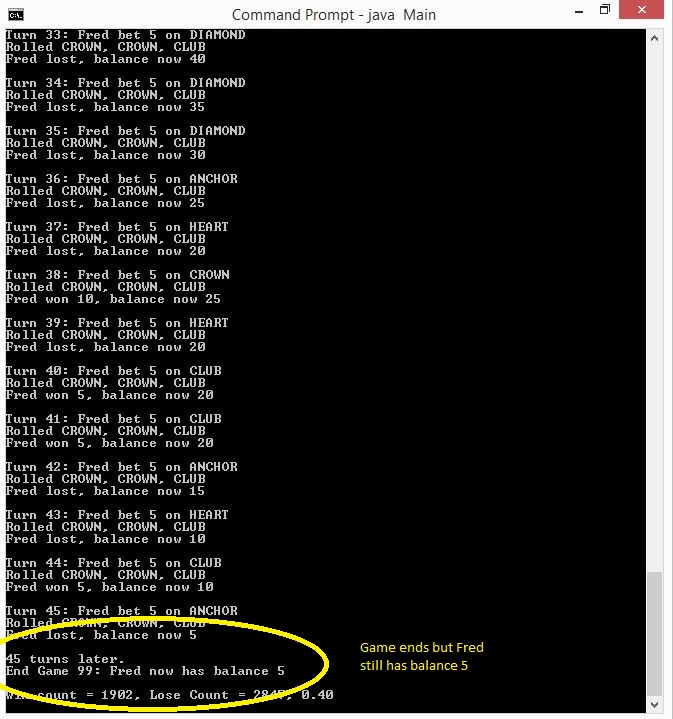 Command Prompt - java Main
Turn 33: Fred bet 5 on DIAMOND
Rolled CROWN, CROWN, CLUB
Fred lost, balance now 40
Turn 34: Fred bet 5 on DIAMOND
Rolled CROWN, CROWN, CLUB
Fred lost, balance now 35
Turn 35: Fred bet 5 on DIAMOND
Rolled CROWN, CROWN, CLUB
Fred lost, balance now 30
Turn 36: Fred bet 5 on ANCHOR
Rolled CROWN, CROWN, CLUB
Fred lost, balance now 25
Turn 37: Fred bet 5 on HEART
Rolled CROWN, CROWN, CLUB
Fred lost, balance now 20
Turn 38: Fred bet 5 on CROWN
Rolled CROWN, CROWN, CLUB
Fred won 10, balance now 25
Turn 39: Fred bet 5 on HEART
Rolled CROWN, CROWN, CLUB
Fred lost, balance now 20
Turn 40: Fred bet 5 on CLUB
Rolled CROWN, CROWN, CLUB
Fred won 5, balance now 20
Turn 41: Fred bet 5 on CLUB
Rolled CROWN, CROWN, CLUB
Fred won 5, balance now 20
Turn 42: Fred bet 5 on ANCHOR
Rolled CROWN, CROWN, CLUB
Fred lost, balance now 15
Turn 43: Fred bet 5 on HEART
Rolled CROWN, CROWN, CLUB
Fred lost, balance now 10
Turn 44: Fred bet 5 on CLUB
Rolled CROWN, CROWN, CLUB
Fred won 5, balance now 10
Turn 45: Fred bet 5 on ANCHOR
Rolled CROWN, CROWN, CLUB
Fred lost, balance now 5
45 turns later.
End Game 99: Fred now has balance 5
Game ends but Fred
still has balance 5
Win count = 1902, Lose Count = 2847, 0.40